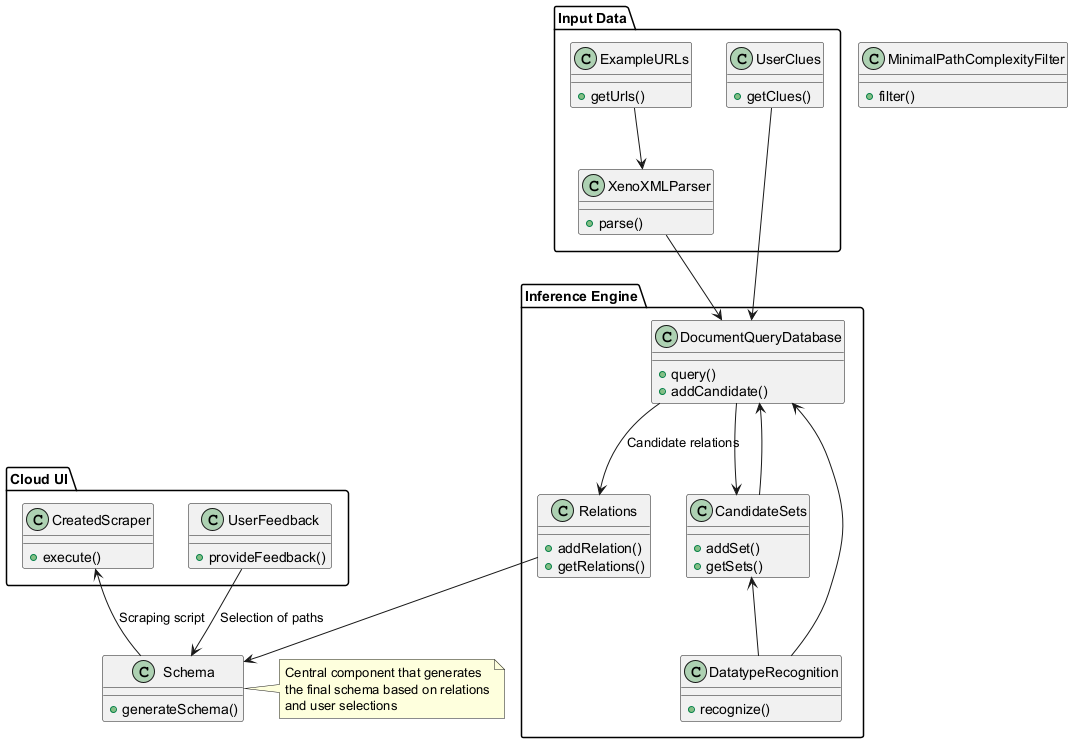 Input Data
C ExampleURLs
getUrls()
C UserClues
getClues()
C MinimalPathComplexityFilter
filter()
C XenoXMLParser
parse()
Inference Engine
C DocumentQueryDatabase
query()
addCandidate()
Candidate relations
Cloud UI
C CreatedScraper
execute()
C UserFeedback
provideFeedback()
C Relations
addRelation()
getRelations()
C CandidateSets
addSet()
getSets()
Scraping script
Selection of paths
C Schema
generateSchema()
Central component that generates
the final schema based on relations
and user selections
C DatatypeRecognition
recognize()